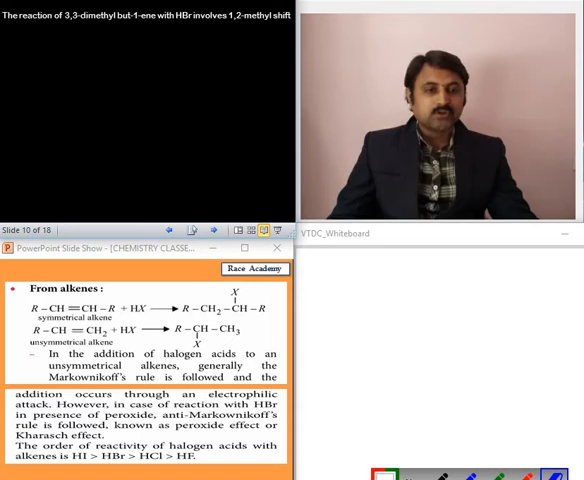 The reaction of 3,3-dimethyl but-1-ene with HBr involves 1,2-methyl shift
Slide 10 of 18
VTDC_Whiteboard
PowerPoint Slide Show - [CHEMISTRY CLASSE...
Race Academy
From alkenes :
X
R – CH = CH – R + HX → R – CH2 – CH – R
symmetrical alkene
R – CH = CH2 + HX → R – CH – CH3
unsymmetrical alkene
X
– In the addition of halogen acids to an
unsymmetrical alkenes, generally the
Markownikoff's rule is followed and the
addition occurs through an electrophilic
attack. However, in case of reaction with HBr
in presence of peroxide, anti-Markownikoff's
rule is followed, known as peroxide effect or
Kharasch effect.
The order of reactivity of halogen acids with
alkenes is HI > HBr > HCl > HF.